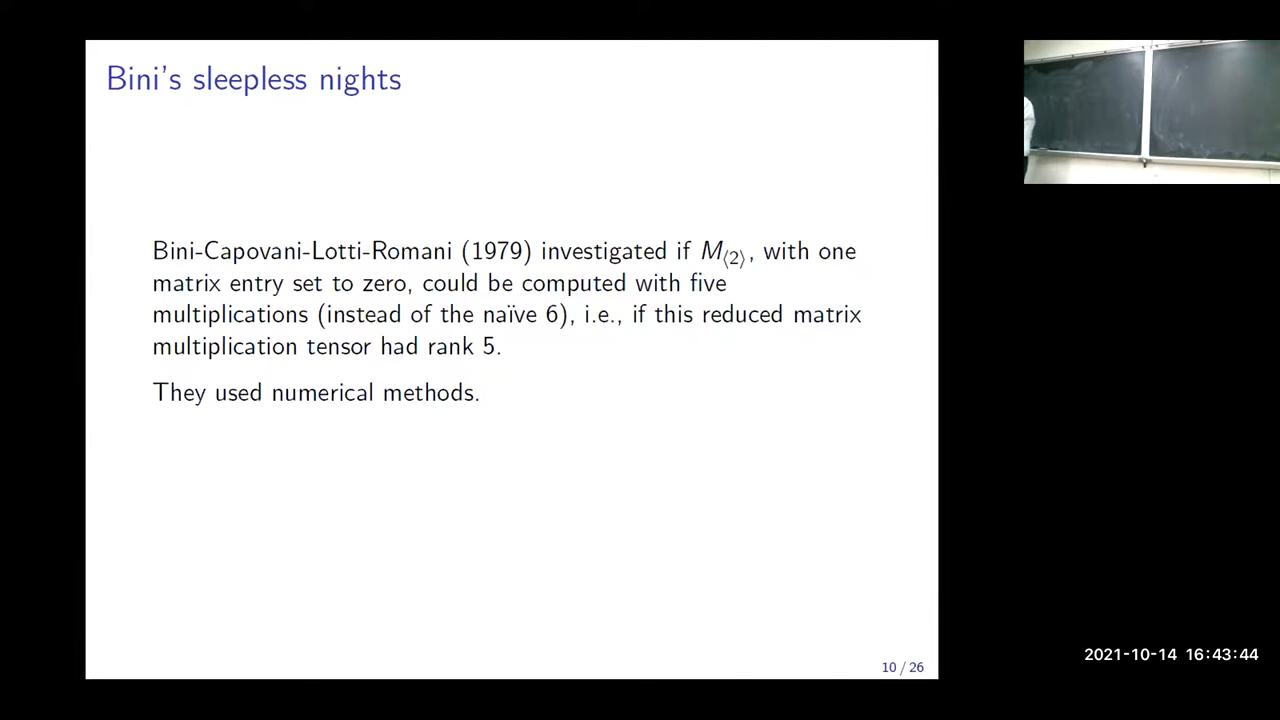 Bini's sleepless nights
Bini-Capovani-Lotti-Romani (1979) investigated if M⟨2⟩, with one
matrix entry set to zero, could be computed with five
multiplications (instead of the naïve 6), i.e., if this reduced matrix
multiplication tensor had rank 5.
They used numerical methods.
10 / 26
2021-10-14 16:43:44